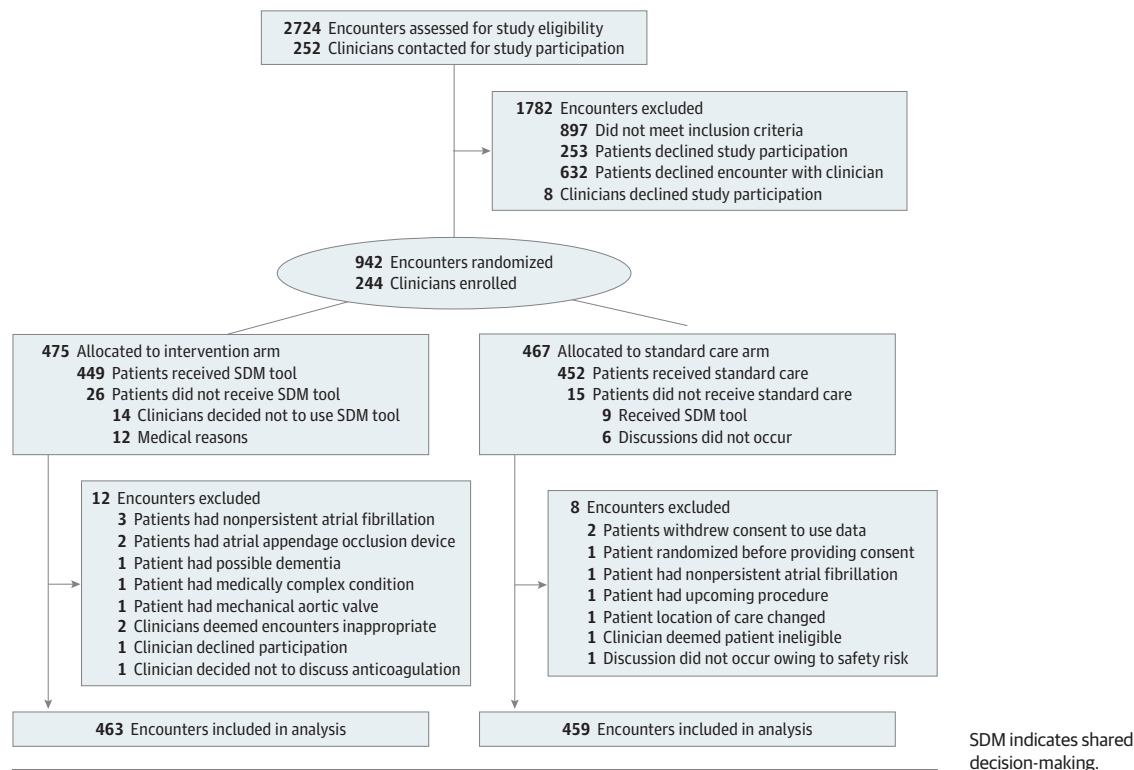 2724 Encounters assessed for study eligibility
252 Clinicians contacted for study participation
1782 Encounters excluded
897 Did not meet inclusion criteria
253 Patients declined study participation
632 Patients declined encounter with clinician
8 Clinicians declined study participation
942 Encounters randomized
244 Clinicians enrolled
475 Allocated to intervention arm
449 Patients received SDM tool
26 Patients did not receive SDM tool
14 Clinicians decided not to use SDM tool
12 Medical reasons
467 Allocated to standard care arm
452 Patients received standard care
15 Patients did not receive standard care
9 Received SDM tool
6 Discussions did not occur
12 Encounters excluded
3 Patients had nonpersistent atrial fibrillation
2 Patients had atrial appendage occlusion device
1 Patient had possible dementia
1 Patient had medically complex condition
1 Patient had mechanical aortic valve
2 Clinicians deemed encounters inappropriate
1 Clinician declined participation
1 Clinician decided not to discuss anticoagulation
8 Encounters excluded
2 Patients withdrew consent to use data
1 Patient randomized before providing consent
1 Patient had nonpersistent atrial fibrillation
1 Patient had upcoming procedure
1 Patient location of care changed
1 Clinician deemed patient ineligible
1 Discussion did not occur owing to safety risk
463 Encounters included in analysis
459 Encounters included in analysis
SDM indicates shared
decision-making.